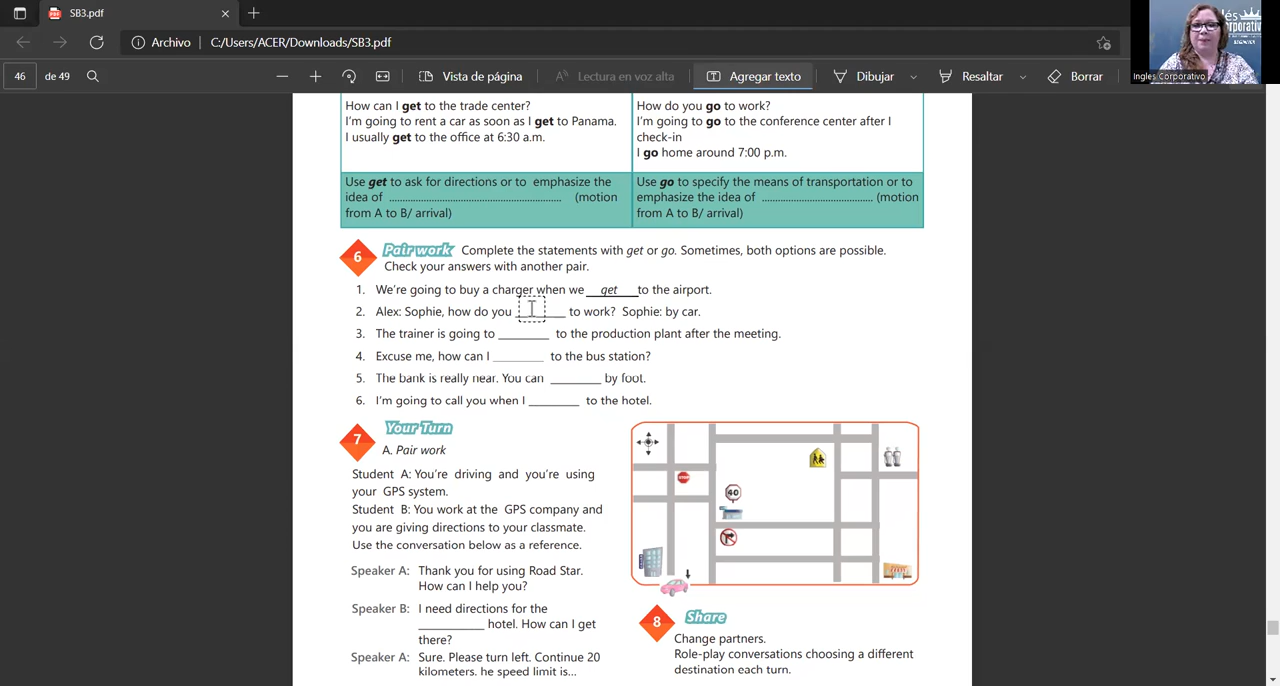 SB3.pdf
Archivo
C:/Users/ACER/Downloads/SB3.pdf
46
de 49
Vista de página
Lectura en voz alta
Agregar texto
Dibujar
Resaltar
Borrar
Ingles Corporativo
How can I get to the trade center?
I'm going to rent a car as soon as I get to Panama.
I usually get to the office at 6:30 a.m.
How do you go to work?
I'm going to go to the conference center after I
check-in
I go home around 7:00 p.m.
Use get to ask for directions or to emphasize the
idea of ........................................................ (motion
from A to B/ arrival)
Use go to specify the means of transportation or to
emphasize the idea of .................................... (motion
from A to B/ arrival)
6 Pair work Complete the statements with get or go. Sometimes, both options are possible.
Check your answers with another pair.
1. We're going to buy a charger when we __get__ to the airport.
2. Alex: Sophie, how do you ________ to work? Sophie: by car.
3. The trainer is going to ________ to the production plant after the meeting.
4. Excuse me, how can I ________ to the bus station?
5. The bank is really near. You can ________ by foot.
6. I'm going to call you when I ________ to the hotel.
7 Your Turn
A. Pair work
Student A: You're driving and you're using
your GPS system.
Student B: You work at the GPS company and
you are giving directions to your classmate.
Use the conversation below as a reference.
Speaker A: Thank you for using Road Star.
How can I help you?
Speaker B: I need directions for the
__________ hotel. How can I get
there?
Speaker A: Sure. Please turn left. Continue 20
kilometers. he speed limit is...
STOP
40
8 Share
Change partners.
Role-play conversations choosing a different
destination each turn.